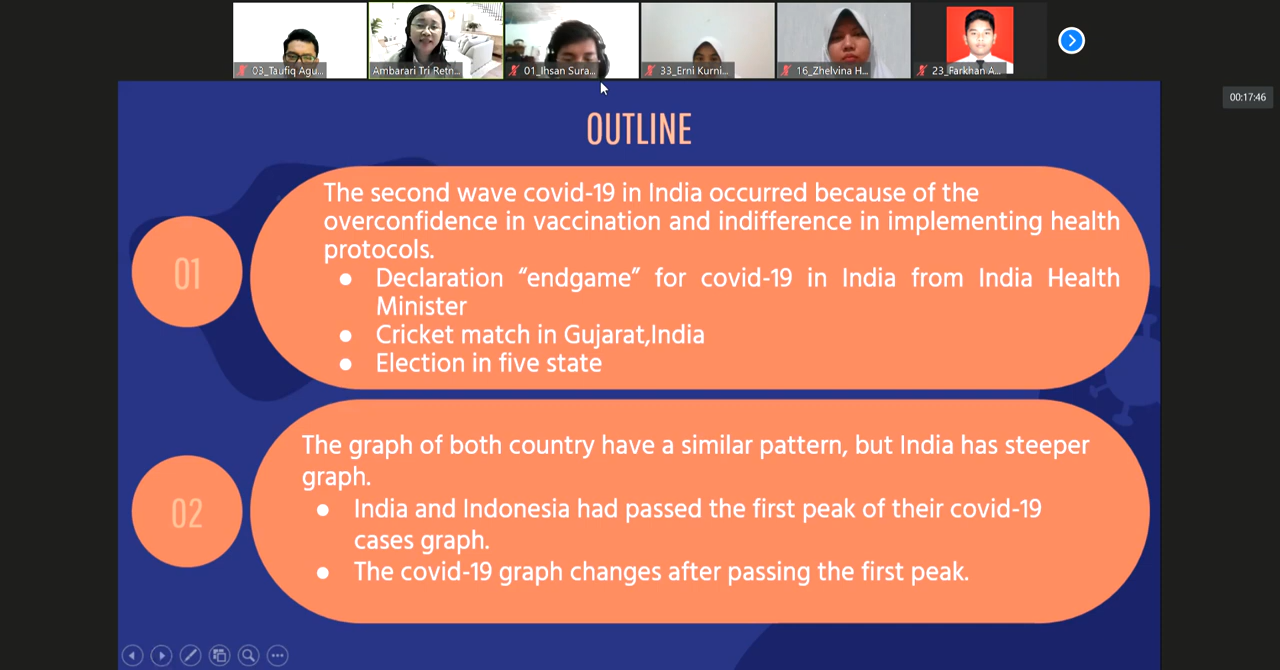 03_Taufiq Agu...
Ambarari Tri Retn...
01_Ihsan Sura...
33_Erni Kurni...
16_Zhelvina H...
23_Farkhan A...
00:17:46
OUTLINE
01
The second wave covid-19 in India occurred because of the
overconfidence in vaccination and indifference in implementing health
protocols.
● Declaration “endgame” for covid-19 in India from India Health
Minister
● Cricket match in Gujarat,India
● Election in five state
02
The graph of both country have a similar pattern, but India has steeper
graph.
● India and Indonesia had passed the first peak of their covid-19
cases graph.
● The covid-19 graph changes after passing the first peak.